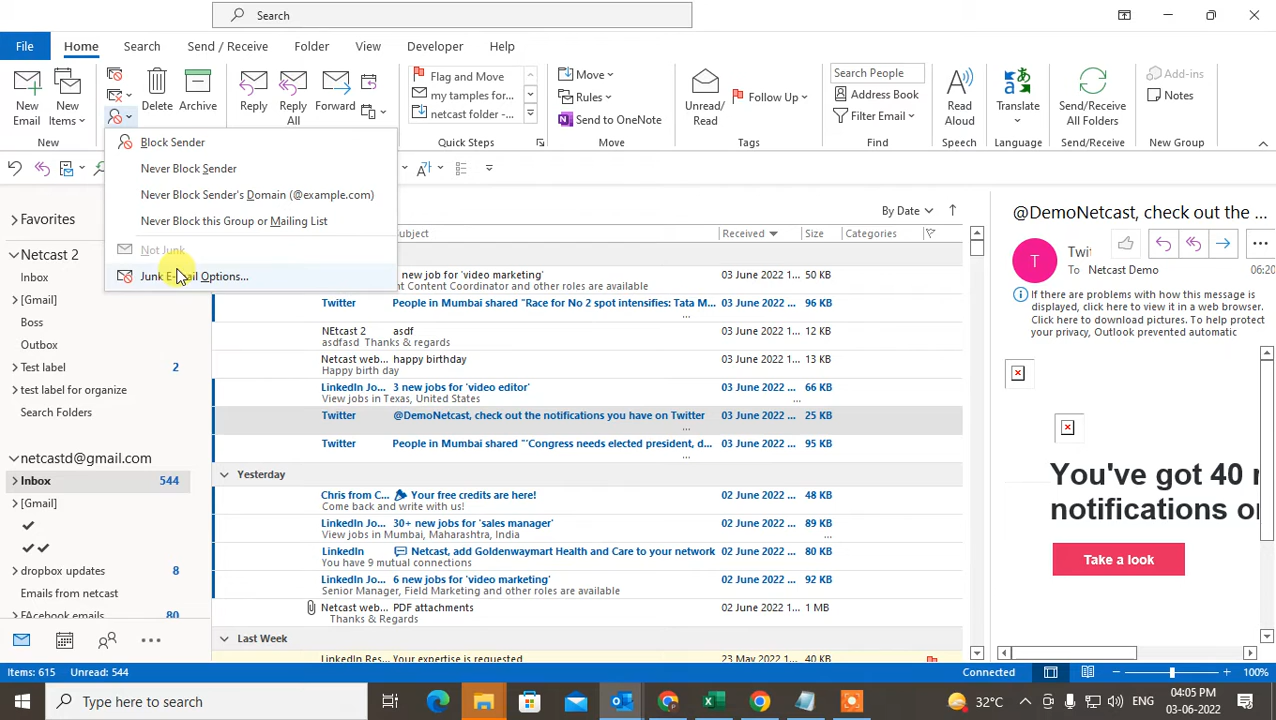 Search
File Home Search Send / Receive Folder View Developer Help
New Email
New Items
Delete Archive
Reply Reply All Forward
Flag and Move
my tamples for...
netcast folder -...
Move
Rules
Send to OneNote
Unread/ Read
Follow Up
Search People
Address Book
Filter Email
Read Aloud
Translate
Send/Receive All Folders
Add-ins
Notes
New Quick Steps Move Tags Find Speech Language Send/Receive New Group
Block Sender
Never Block Sender
Never Block Sender's Domain (@example.com)
Never Block this Group or Mailing List
Not Junk
Options...
Favorites
Netcast 2
Inbox
[Gmail]
Boss
Outbox
Test label 2
test label for organize
Search Folders
netcastd@gmail.com
Inbox 544
[Gmail]
dropbox updates 8
Emails from netcast
FAcebook emails 80
By Date
ubject Received Size Categories
new job for 'video marketing' 03 June 2022 1... 50 KB
nt Content Coordinator and other roles are available
Twitter People in Mumbai shared "Race for No 2 spot intensifies: Tata M... 03 June 2022 1... 96 KB
...
NEtcast 2 asdf 03 June 2022 1... 12 KB
asdfasd Thanks & regards
Netcast web... happy birthday 03 June 2022 1... 13 KB
Happy birth day
LinkedIn Jo... 3 new jobs for 'video editor' 03 June 2022 1... 66 KB
View jobs in Texas, United States ...
Twitter @DemoNetcast, check out the notifications you have on Twitter 03 June 2022 ... 25 KB
...
Twitter People in Mumbai shared "'Congress needs elected president, d... 03 June 2022 ... 95 KB
...
Yesterday
Chris from C... Your free credits are here! 02 June 2022 ... 48 KB
Come back and write with us!
LinkedIn Jo... 30+ new jobs for 'sales manager' 02 June 2022 ... 89 KB
View jobs in Mumbai, Maharashtra, India ...
LinkedIn Netcast, add Goldenwaymart Health and Care to your network 02 June 2022 ... 80 KB
You have 9 mutual connections
LinkedIn Jo... 6 new jobs for 'video marketing' 02 June 2022 ... 80 KB
Senior Manager, Field Marketing and other roles are available
Netcast web... PDF attachments 02 June 2022 ... 1 MB
Thanks & Regards
Last Week
LinkedIn Res... Your expertise is requested 23 May 2022 ... 40 KB
@DemoNetcast, check out the ...
T
Twi
To Netcast Demo 06:20
If there are problems with how this message is
displayed, click here to view it in a web browser.
Click here to download pictures. To help protect
your privacy, Outlook prevented automatic
You've got 40
notifications o
Take a look
Items: 615 Unread: 544 Connected 100%
Type here to search
32°C ENG 04:05 PM
03-06-2022